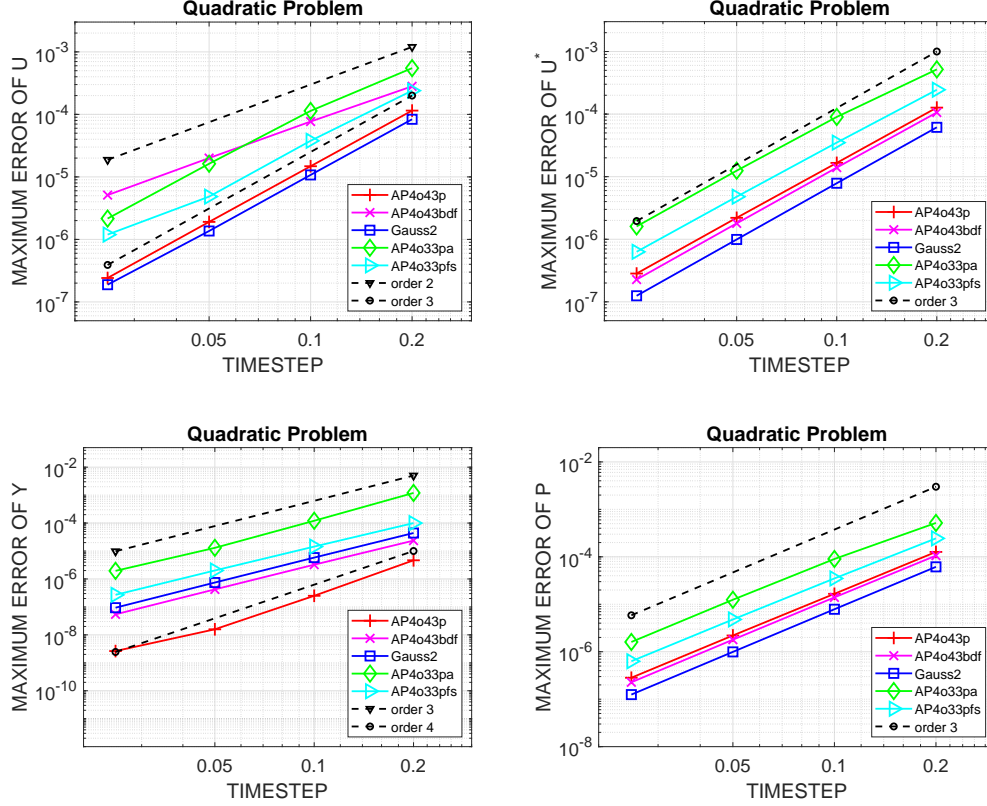 Quadratic Problem
MAXIMUM ERROR OF U
10^-3
10^-4
10^-5
10^-6
10^-7
0.05
0.1
0.2
TIMESTEP
AP4o43p
AP4o43bdf
Gauss2
AP4o33pa
AP4o33pfs
order 2
order 3
Quadratic Problem
MAXIMUM ERROR OF U*
10^-3
10^-4
10^-5
10^-6
10^-7
0.05
0.1
0.2
TIMESTEP
AP4o43p
AP4o43bdf
Gauss2
AP4o33pa
AP4o33pfs
order 3
Quadratic Problem
MAXIMUM ERROR OF Y
10^-2
10^-4
10^-6
10^-8
10^-10
0.05
0.1
0.2
TIMESTEP
AP4o43p
AP4o43bdf
Gauss2
AP4o33pa
AP4o33pfs
order 3
order 4
Quadratic Problem
MAXIMUM ERROR OF P
10^-2
10^-4
10^-6
10^-8
0.05
0.1
0.2
TIMESTEP
AP4o43p
AP4o43bdf
Gauss2
AP4o33pa
AP4o33pfs
order 3